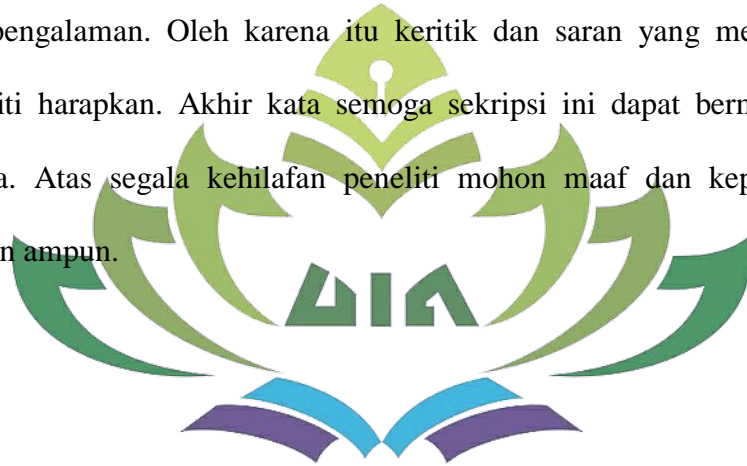 pengalaman. Oleh karena itu keritik dan saran yang me
iti harapkan. Akhir kata semoga sekripsi ini dapat bern
a. Atas segala kehilafan peneliti mohon maaf dan kep
n ampun.
UIN